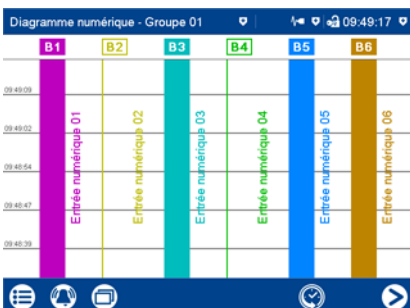 Diagramme numérique - Groupe 01
09:49:17
B1 B2 B3 B4 B5 B6
09:49:09
09:49:02
09:48:54
09:48:47
09:48:39
Entrée numérique 01
Entrée numérique 02
Entrée numérique 03
Entrée numérique 04
Entrée numérique 05
Entrée numérique 06